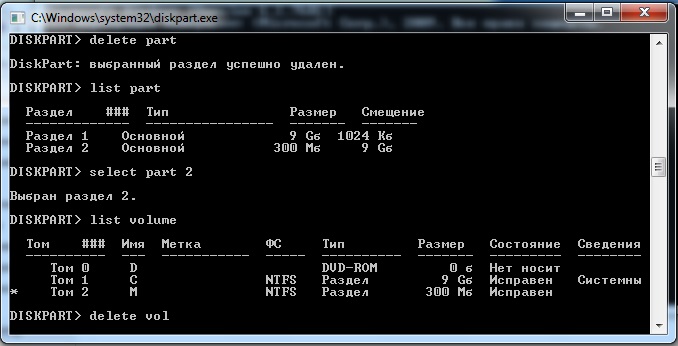 C:\Windows\system32\diskpart.exe
DISKPART> delete part
DiskPart: выбранный раздел успешно удален.
DISKPART> list part
Раздел ### Тип Размер Смещение
------------- ---------------- ------- -------
Раздел 1 Основной 9 Gб 1024 Kб
Раздел 2 Основной 300 Mб 9 Gб
DISKPART> select part 2
Выбран раздел 2.
DISKPART> list volume
Том ### Имя Метка ФС Тип Размер Состояние Сведения
---------- --- ----------- ----- ---------- ------- --------- --------
Том 0 D DVD-ROM 0 б Нет носит
Том 1 C NTFS Раздел 9 Gб Исправен Системны
* Том 2 M NTFS Раздел 300 Mб Исправен
DISKPART> delete vol